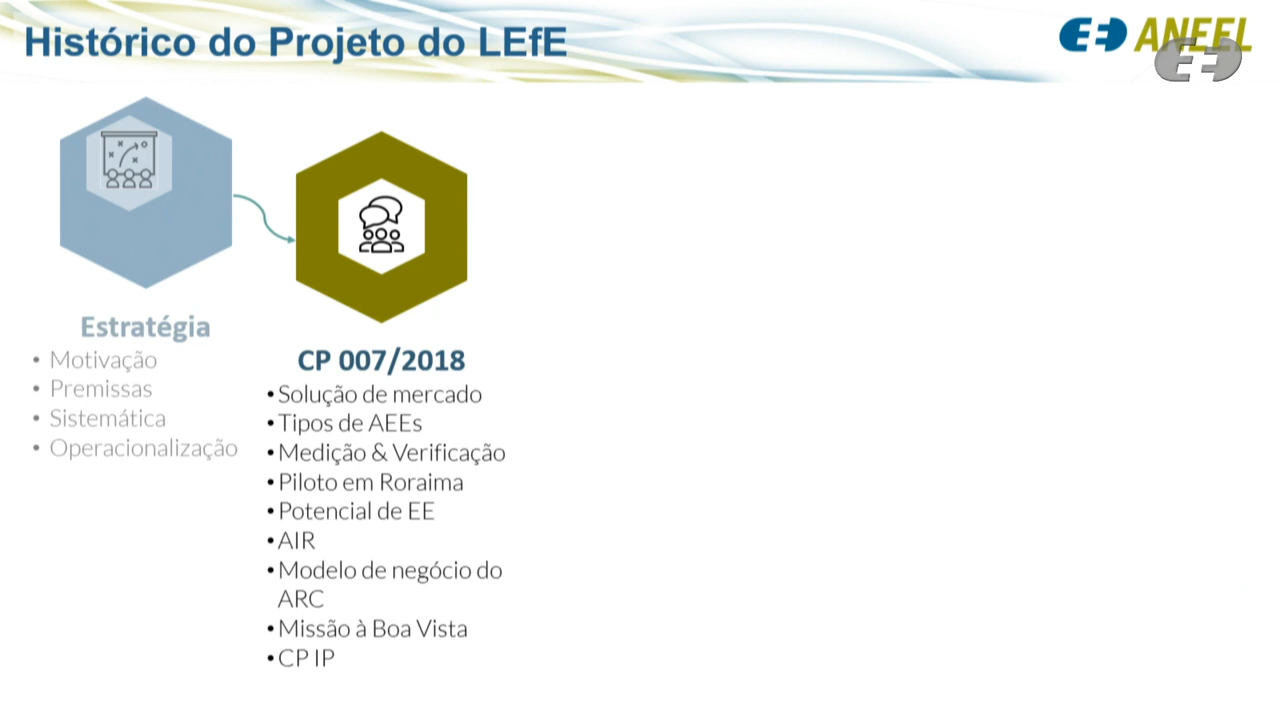 Histórico do Projeto do LEfE
ANEEL
Estratégia
• Motivação
• Premissas
• Sistemática
• Operacionalização
CP 007/2018
• Solução de mercado
• Tipos de AEEs
• Medição & Verificação
• Piloto em Roraima
• Potencial de EE
• AIR
• Modelo de negócio do
ARC
• Missão à Boa Vista
• CP IP